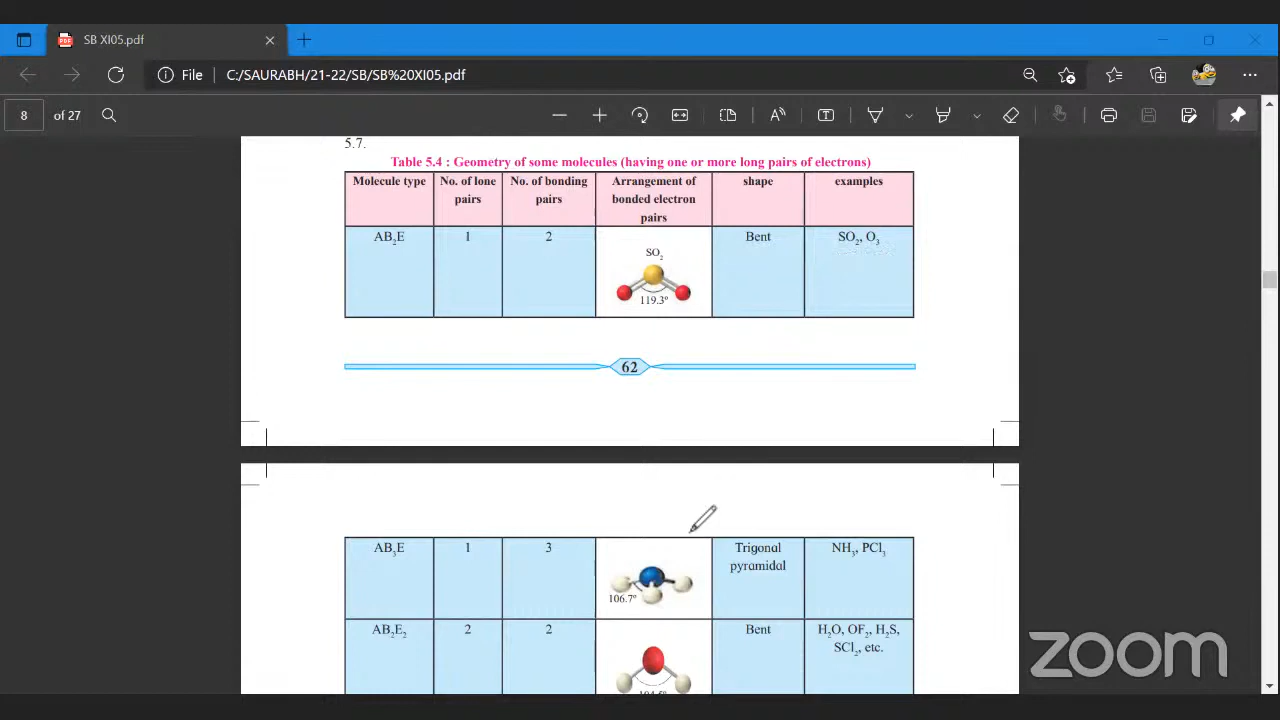 SB XI05.pdf
File C:/SAURABH/21-22/SB/SB%20XI05.pdf
8 of 27
5.7.
Table 5.4 : Geometry of some molecules (having one or more long pairs of electrons)
Molecule type No. of lone pairs No. of bonding pairs Arrangement of bonded electron pairs shape examples
AB₂E 1 2 Bent SO₂, O₃
SO₂
119.3º
62
AB₃E 1 3 Trigonal pyramidal NH₃, PCl₃
106.7º
AB₂E₂ 2 2 Bent H₂O, OF₂, H₂S,
SCl₂, etc.
zoom